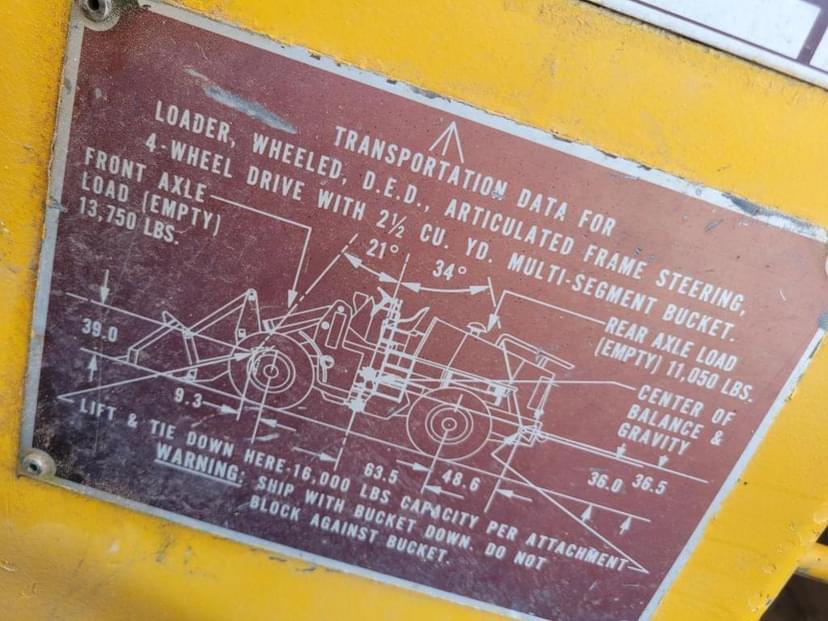 TRANSPORTATION DATA FOR
LOADER, WHEELED, D.E.D., ARTICULATED FRAME STEERING,
4-WHEEL DRIVE WITH 2½ CU. YD. MULTI-SEGMENT BUCKET.
FRONT AXLE
LOAD (EMPTY)
13,750 LBS.
21°
34°
REAR AXLE LOAD
(EMPTY) 11,050 LBS.
39.0
CENTER OF
BALANCE &
GRAVITY
9.3
63.5
48.6
36.0
36.5
LIFT & TIE DOWN HERE-16,000 LBS CAPACITY PER ATTACHMENT
WARNING: SHIP WITH BUCKET DOWN. DO NOT
BLOCK AGAINST BUCKET.